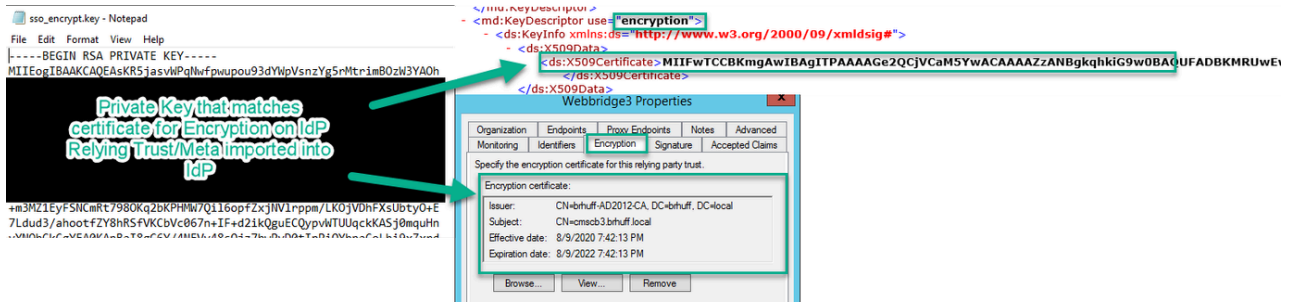 sso_encrypt.key - Notepad
File Edit Format View Help
-----BEGIN RSA PRIVATE KEY-----
MIIEogIBAAKCAQEAsKR5jasvWPqNwfpwupou93dYWpVsnzYg5rMtrimBOzW3YAOh
Private Key that matches
certificate for Encryption on IdP
Relying Trust/Meta imported into
IdP
+m3MZ1EyFSNCmRt798OKq2bKPHMW7Qil6opfZxjNVlrppm/LKOjVDhFXsUbtyO+E
7Ldud3/ahootfZY8hRSfVKCbVc067n+IF+d2ikQguECQypvWTUUqckKASj0mquHn
</md:KeyDescriptor>
- <md:KeyDescriptor use="encryption">
- <ds:KeyInfo xmlns:ds="http://www.w3.org/2000/09/xmldsig#">
- <ds:X509Data>
<ds:X509Certificate>MIIFwTCCBKmgAwIBAgITPAAAAGe2QCjVCaM5YwACAAAAZzANBgkqhkiG9w0BAQUFADBKMRUwEv
</ds:X509Certificate>
</ds:X509Data>
Webbridge3 Properties
x
Organization Endpoints Proxy Endpoints Notes Advanced
Monitoring Identifiers Encryption Signature Accepted Claims
Specify the encryption certificate for this relying party trust.
Encryption certificate:
Issuer: CN=brhuff-AD2012-CA, DC=brhuff, DC=local
Subject: CN=cmscb3.brhuff.local
Effective date: 8/9/2020 7:42:13 PM
Expiration date: 8/9/2022 7:42:13 PM
Browse... View... Remove